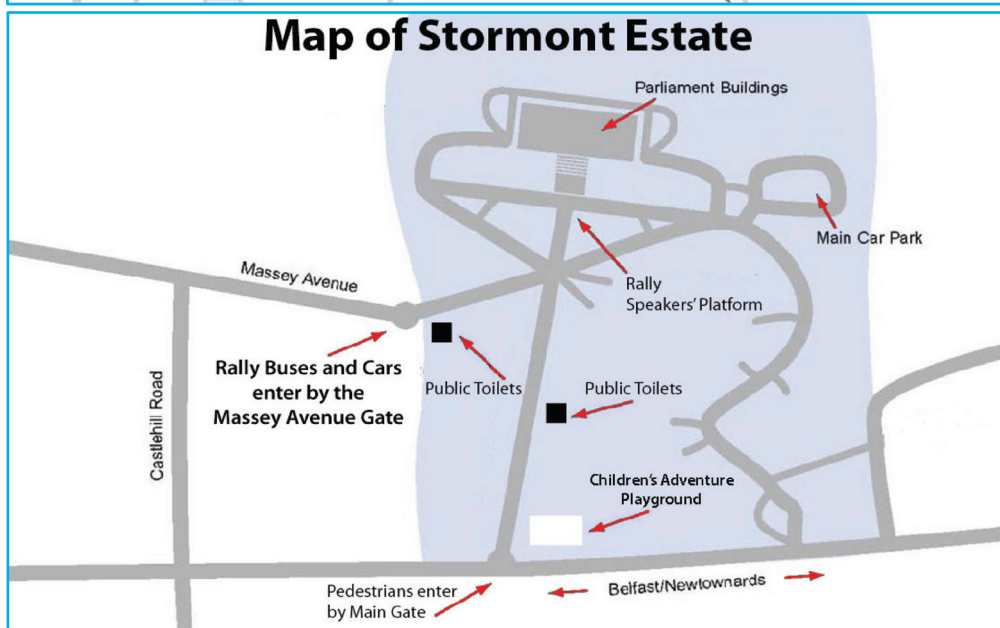 Map of Stormont Estate
Parliament Buildings
Main Car Park
Massey Avenue
Rally
Speakers' Platform
Rally Buses and Cars
enter by the
Massey Avenue Gate
Public Toilets
Public Toilets
Castlehill Road
Children's Adventure
Playground
Pedestrians enter
by Main Gate
Belfast/Newtownards